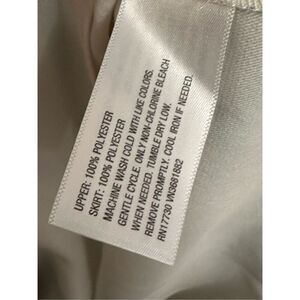 UPPER: 100% POLYESTER
SKIRT: 100% POLYESTER
MACHINE WASH COLD WITH LIKE COLORS.
GENTLE CYCLE. ONLY NON-CHLORINE BLEACH
WHEN NEEDED. TUMBLE DRY LOW.
REMOVE PROMPTLY. COOL IRON IF NEEDED.
RN17730 VN3681882